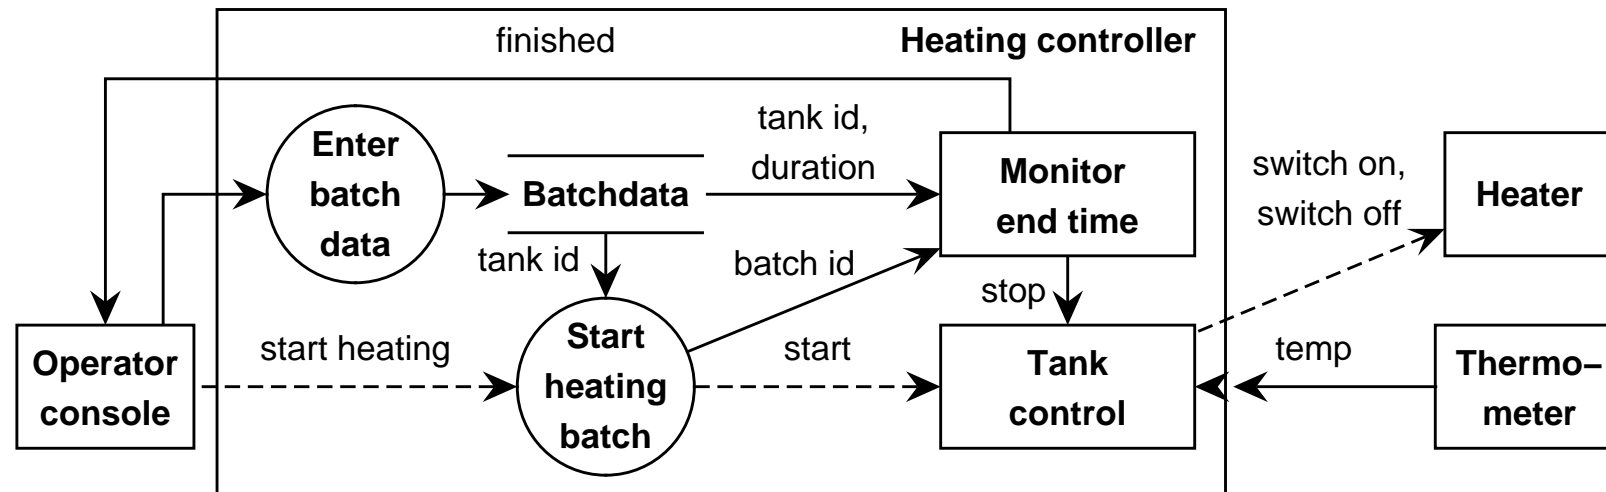 finished
Heating controller
Enter
batch
data
Batchdata
tank id,
duration
Monitor
end time
switch on,
switch off
Heater
tank id
batch id
stop
Operator
console
start heating
Start
heating
batch
start
Tank
control
temp
Thermo–
meter